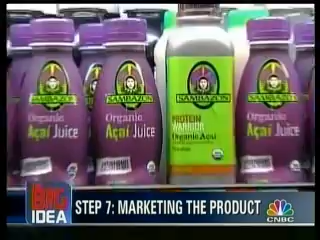 SAMBAZON
Organic
Açaí Juice
SAMBAZON
Organic
Açaí Juice
SAMBAZON
PROTEIN
WARRIOR
Organic Açaí
SAMBAZON
Organic
Açaí Juice
THE
BIG
IDEA
STEP 7: MARKETING THE PRODUCT
CNBC